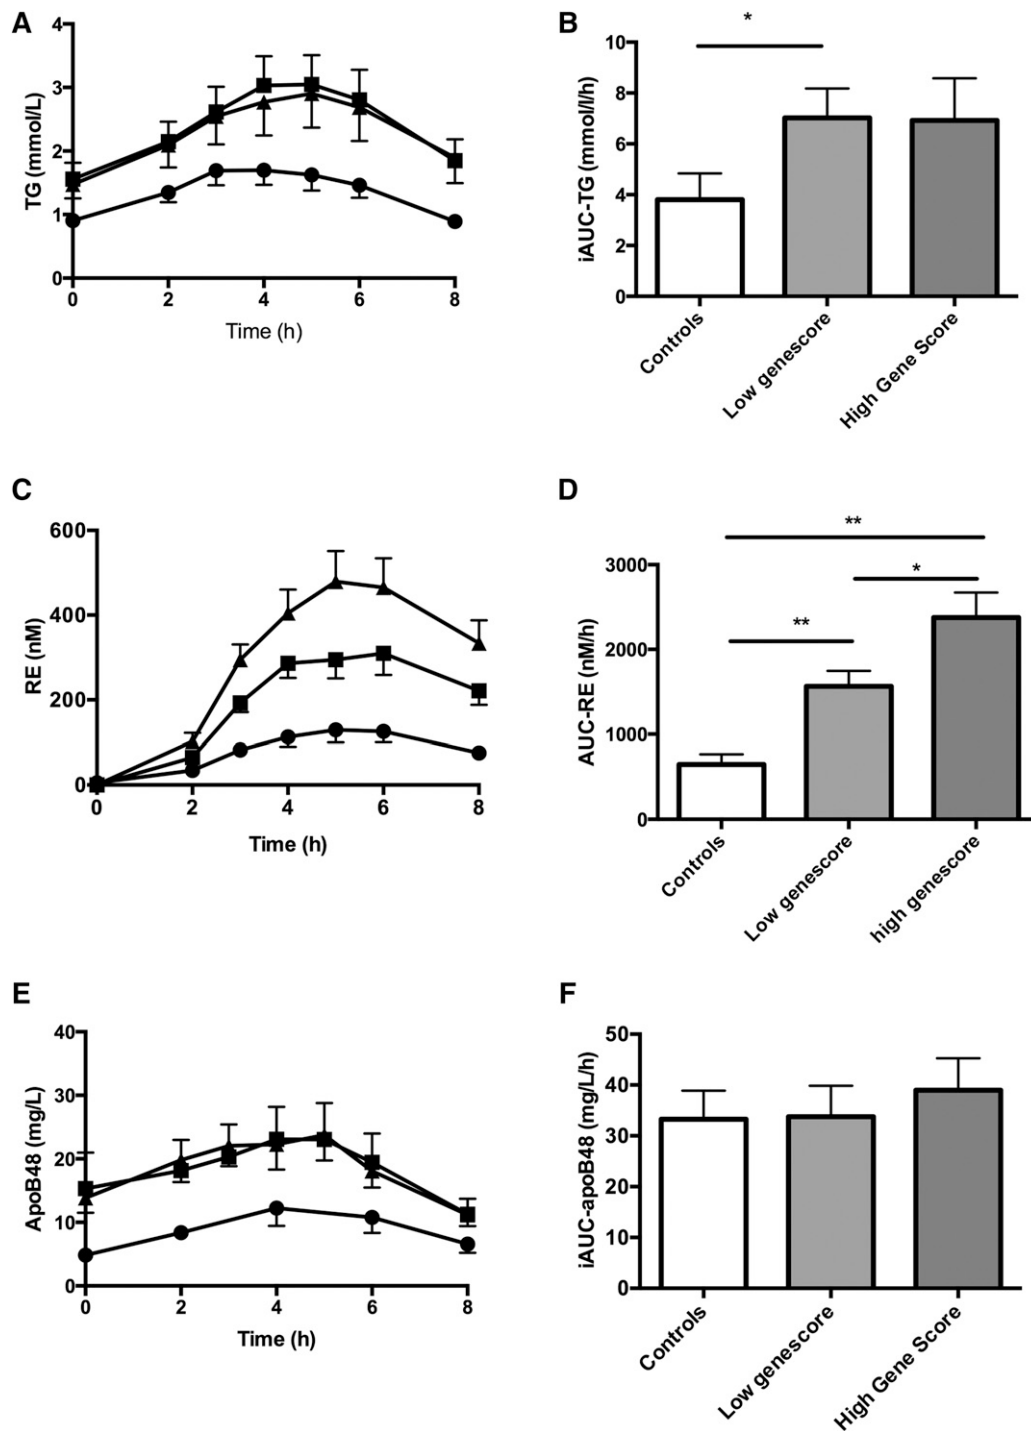 A
TG (mmol/L)
4
3
2
1
0
0 2 4 6 8
Time (h)
B
*
iAUC-TG (mmol/l/h)
10
8
6
4
2
0
Controls
Low genescore
High Gene Score
C
RE (nM)
600
400
200
0
0 2 4 6 8
Time (h)
D
**
*
**
AUC-RE (nM/h)
3000
2000
1000
0
Controls
Low genescore
high genescore
E
ApoB48 (mg/L)
40
30
20
10
0
0 2 4 6 8
Time (h)
F
iAUC-apoB48 (mg/L/h)
50
40
30
20
10
0
Controls
Low genescore
High Gene Score